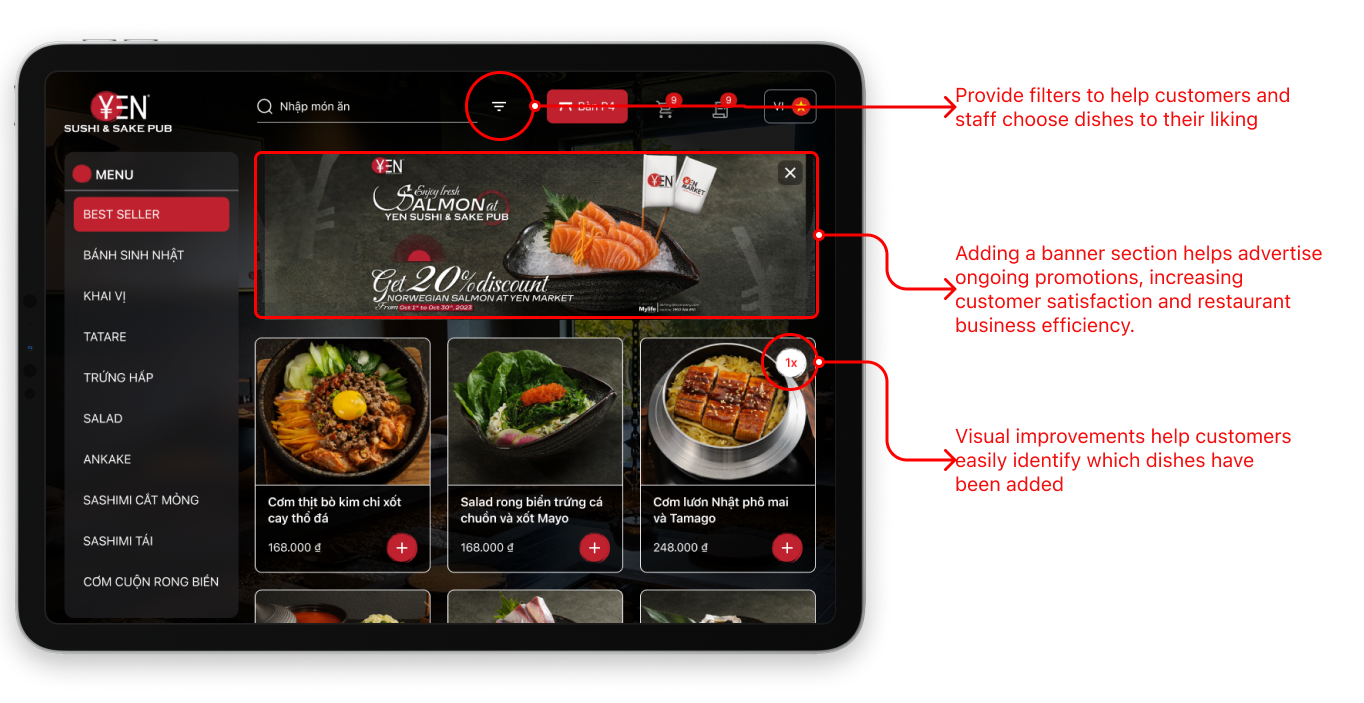 ¥EN
SUSHI & SAKE PUB
Nhập món ăn
Bàn P4
9
9
VI
Provide filters to help customers and
staff choose dishes to their liking
MENU
BEST SELLER
BÁNH SINH NHẬT
KHAI VỊ
TATARE
TRỨNG HẤP
SALAD
ANKAKE
SASHIMI CẮT MỎNG
SASHIMI TÁI
CƠM CUỘN RONG BIỂN
¥EN
Enjoy fresh
SALMON at
YEN SUSHI & SAKE PUB
Get 20% discount
NORWEGIAN SALMON AT YEN MARKET
From Oct 1st to Oct 30th, 2023
¥EN
¥EN
MARKET
Mylife
Adding a banner section helps advertise
ongoing promotions, increasing
customer satisfaction and restaurant
business efficiency.
1x
Visual improvements help customers
easily identify which dishes have
been added
Cơm thịt bò kim chi xốt
cay thổ đá
168.000 ₫
Salad rong biển trứng cá
chuồn và xốt Mayo
168.000 ₫
Cơm lươn Nhật phô mai
và Tamago
248.000 ₫